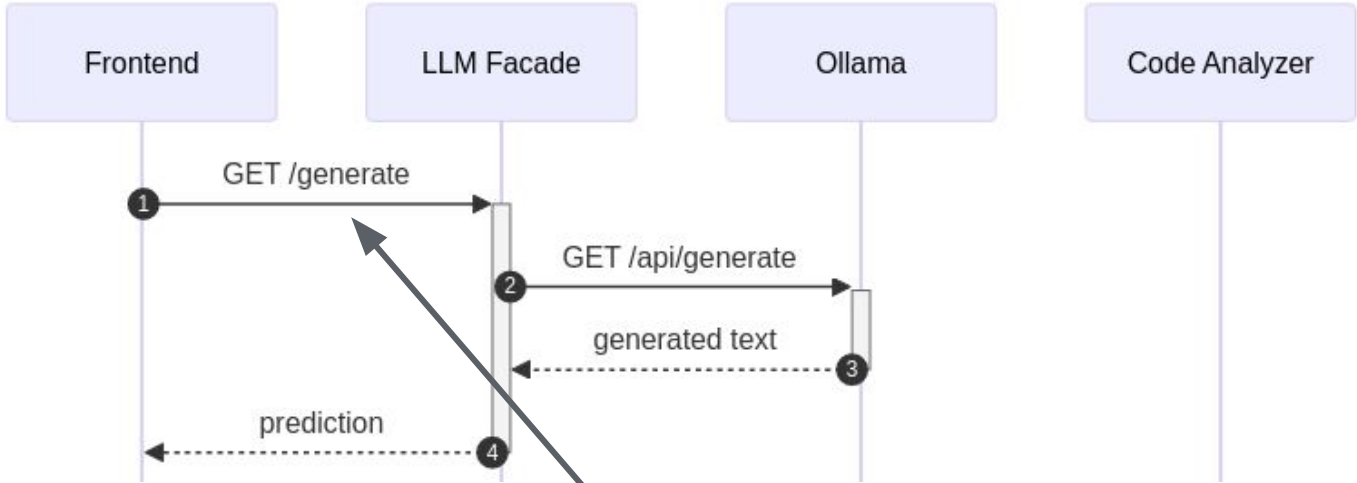 Frontend
LLM Facade
Ollama
Code Analyzer
GET /generate
1
GET /api/generate
2
generated text
3
prediction
4